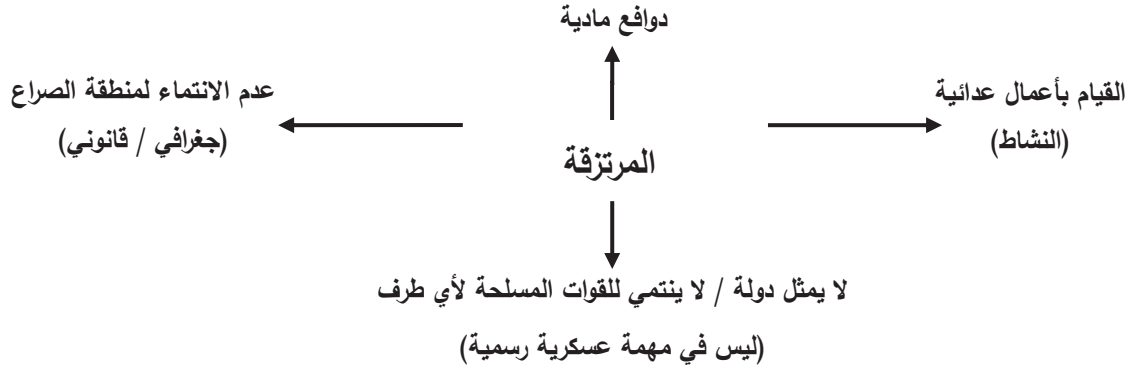 دوافع مادية
القيام بأعمال عدائية
(النشاط)
عدم الانتماء لمنطقة الصراع
(جغرافي / قانوني)
المرتزقة
لا يمثل دولة / لا ينتمي للقوات المسلحة لأي طرف
(ليس في مهمة عسكرية رسمية)